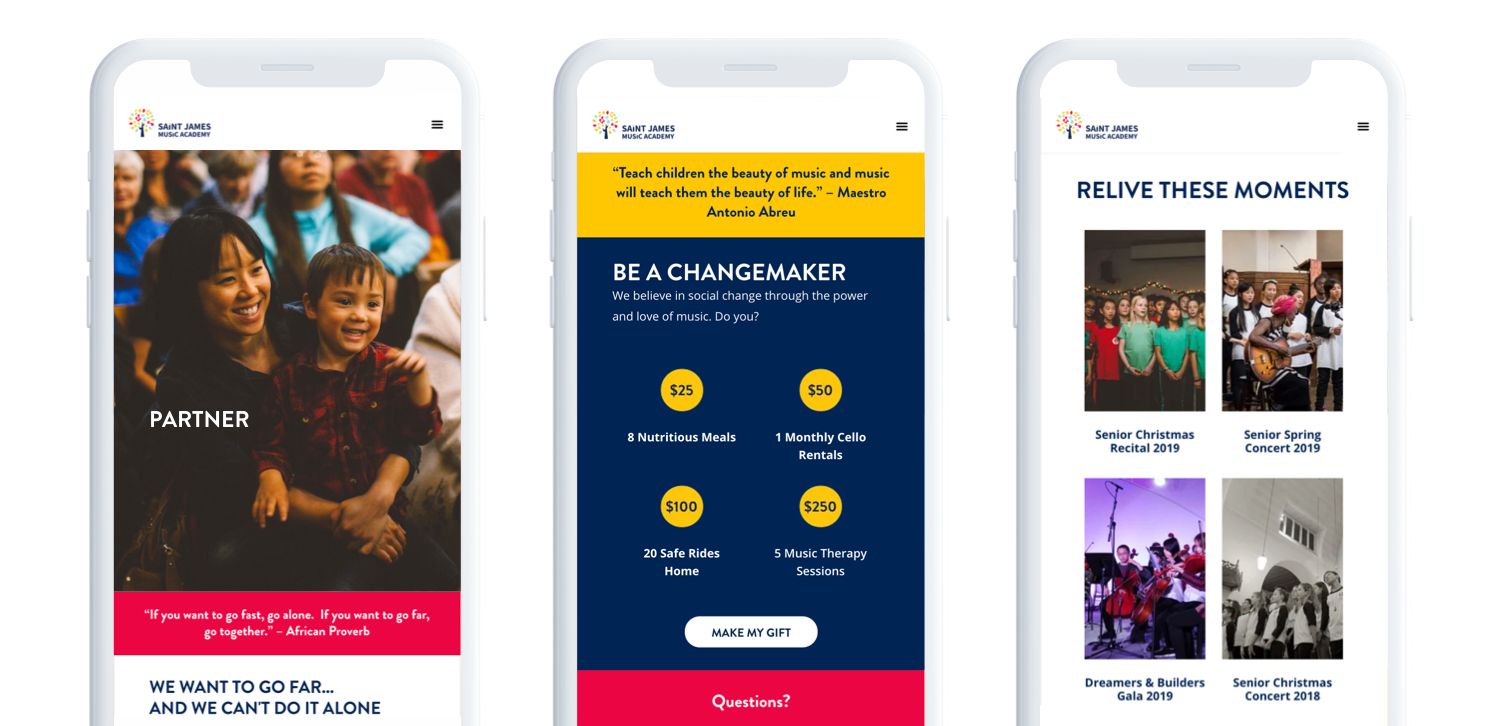 SAiNT JAMES
MUSiC ACADEMY
PARTNER
“If you want to go fast, go alone.  If you want to go far,
go together.” – African Proverb
WE WANT TO GO FAR...
AND WE CAN'T DO IT ALONE
SAiNT JAMES
MUSiC ACADEMY
“Teach children the beauty of music and music
will teach them the beauty of life.” – Maestro
Antonio Abreu
BE A CHANGEMAKER
We believe in social change through the power
and love of music. Do you?
$25
8 Nutritious Meals
$50
1 Monthly Cello
Rentals
$100
20 Safe Rides
Home
$250
5 Music Therapy
Sessions
MAKE MY GIFT
Questions?
SAiNT JAMES
MUSiC ACADEMY
RELIVE THESE MOMENTS
Senior Christmas
Recital 2019
Senior Spring
Concert 2019
Dreamers & Builders
Gala 2019
Senior Christmas
Concert 2018